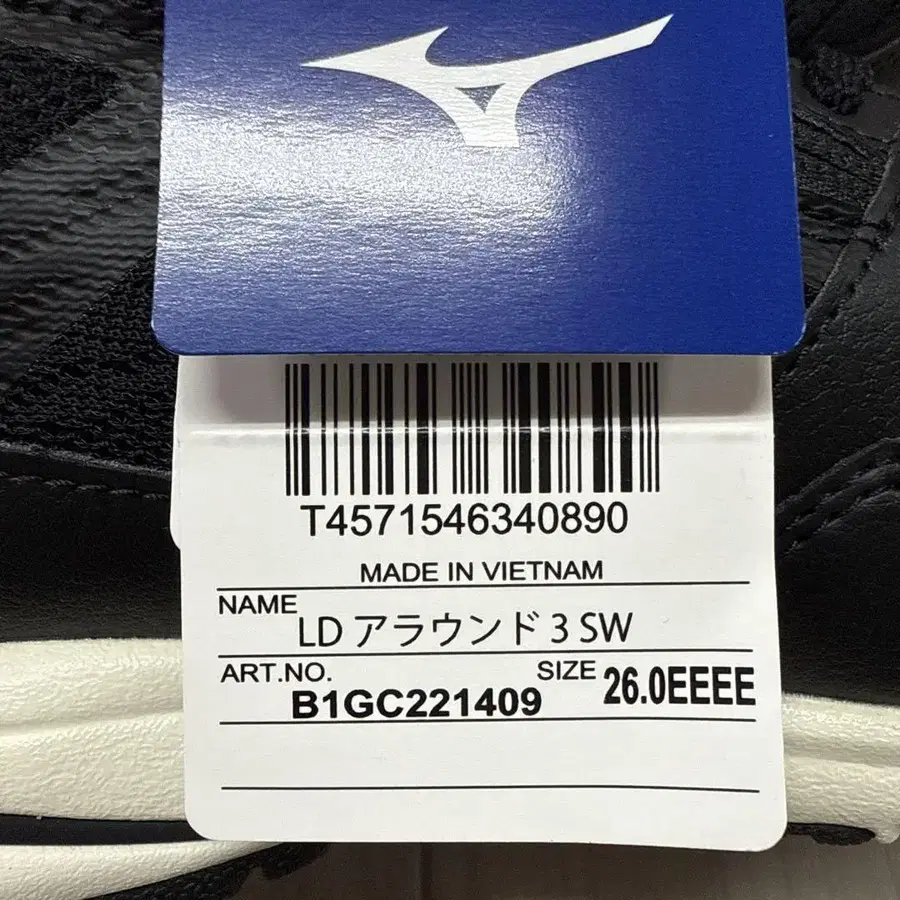 T4571546340890
MADE IN VIETNAM
NAME
LD アラウンド 3 SW
ART.NO.
B1GC221409
SIZE 26.0EEEE